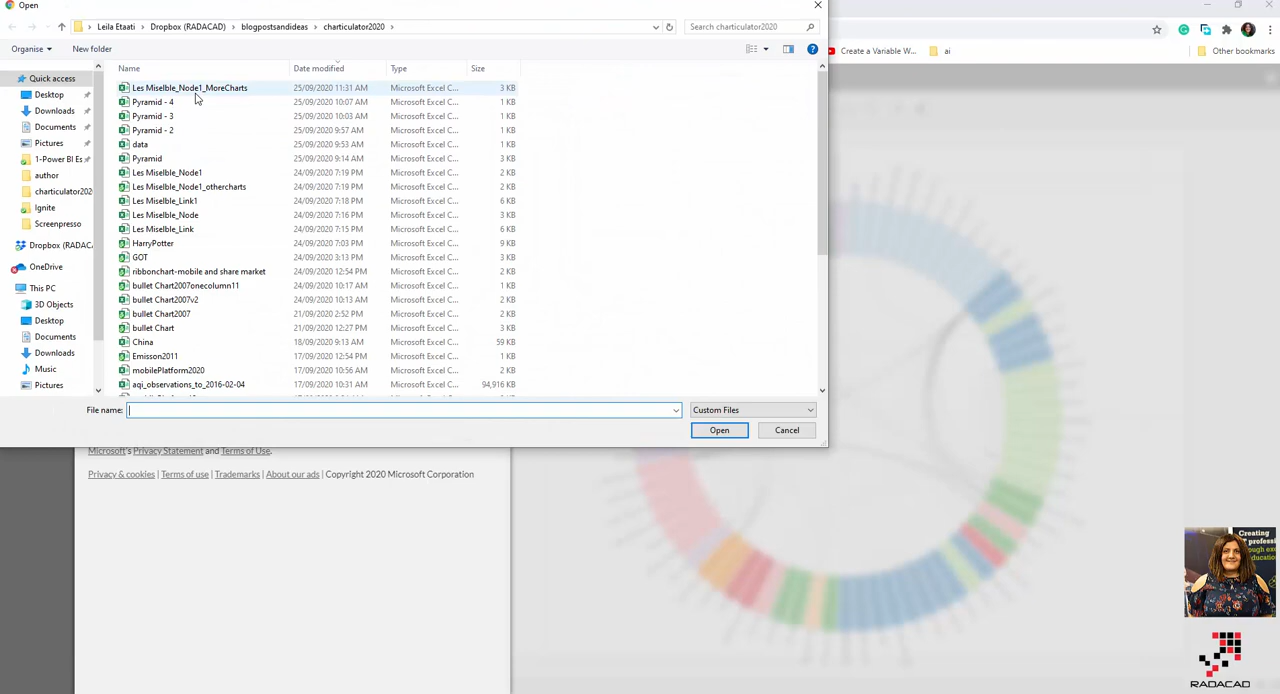 Open
Leila Etaati › Dropbox (RADACAD) › blogpostsandideas › charticulator2020 ›
Search charticulator2020
Organise
New folder
Create a Variable W...
ai
Other bookmarks
Name
Date modified
Type
Size
Quick access
Desktop
Downloads
Documents
Pictures
1-Power BI Es
author
charticulator202
Ignite
Screenpresso
Dropbox (RADAC
OneDrive
This PC
3D Objects
Desktop
Documents
Downloads
Music
Pictures
Les Miselble_Node1_MoreCharts 25/09/2020 11:31 AM Microsoft Excel C... 3 KB
Pyramid - 4 25/09/2020 10:07 AM Microsoft Excel C... 1 KB
Pyramid - 3 25/09/2020 10:03 AM Microsoft Excel C... 1 KB
Pyramid - 2 25/09/2020 9:57 AM Microsoft Excel C... 1 KB
data 25/09/2020 9:53 AM Microsoft Excel C... 1 KB
Pyramid 25/09/2020 9:14 AM Microsoft Excel C... 3 KB
Les Miselble_Node1 24/09/2020 7:19 PM Microsoft Excel C... 2 KB
Les Miselble_Node1_othercharts 24/09/2020 7:19 PM Microsoft Excel C... 2 KB
Les Miselble_Link1 24/09/2020 7:18 PM Microsoft Excel C... 6 KB
Les Miselble_Node 24/09/2020 7:16 PM Microsoft Excel C... 3 KB
Les Miselble_Link 24/09/2020 7:15 PM Microsoft Excel C... 6 KB
HarryPotter 24/09/2020 7:03 PM Microsoft Excel C... 9 KB
GOT 24/09/2020 3:13 PM Microsoft Excel C... 3 KB
ribbonchart-mobile and share market 24/09/2020 12:54 PM Microsoft Excel C... 2 KB
bullet Chart2007onecolumn11 24/09/2020 10:17 AM Microsoft Excel C... 1 KB
bullet Chart2007v2 24/09/2020 10:13 AM Microsoft Excel C... 2 KB
bullet Chart2007 21/09/2020 2:52 PM Microsoft Excel C... 2 KB
bullet Chart 21/09/2020 12:27 PM Microsoft Excel C... 3 KB
China 18/09/2020 9:13 AM Microsoft Excel C... 59 KB
Emisson2011 17/09/2020 12:54 PM Microsoft Excel C... 1 KB
mobilePlatform2020 17/09/2020 10:56 AM Microsoft Excel C... 2 KB
aqi_observations_to_2016-02-04 17/09/2020 10:31 AM Microsoft Excel C... 94,916 KB
File name:
Custom Files
Open
Cancel
Microsoft's Privacy Statement and Terms of Use.
Privacy & cookies | Terms of use | Trademarks | About our ads | Copyright 2020 Microsoft Corporation
Creating
RADACAD